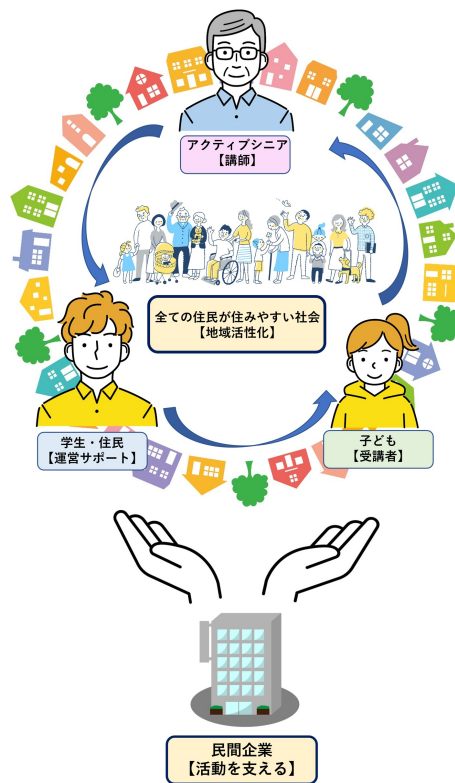 アクティブシニア
【講師】
全ての住民が住みやすい社会
【地域活性化】
学生・住民
【運営サポート】
子ども
【受講者】
民間企業
【活動を支える】